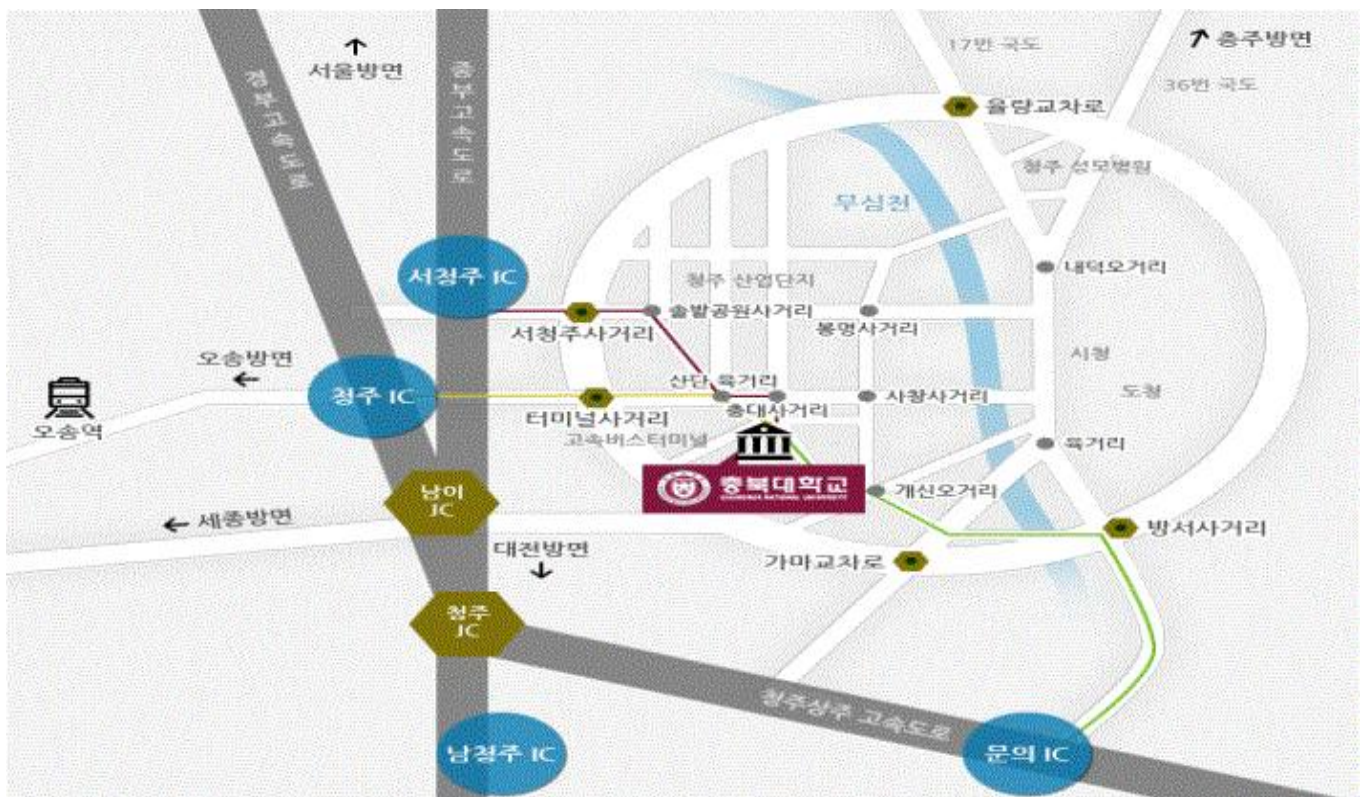 17번 국도
충주방면
서울방면
36번 국도
경부고속도로
중부고속도로
율량교차로
청주 성모병원
무심천
서청주 IC
내덕오거리
청주 산업단지
솔밭공원사거리
서청주사거리
봉명사거리
시청
오송방면
산단 육거리
도청
청주 IC
사창사거리
터미널사거리
충대사거리
오송역
고속버스터미널
육거리
충북대학교
CHUNGBUK NATIONAL UNIVERSITY
개신오거리
남이
JC
세종방면
방서사거리
대전방면
가마교차로
청주
JC
청주상주 고속도로
남청주 IC
문의 IC